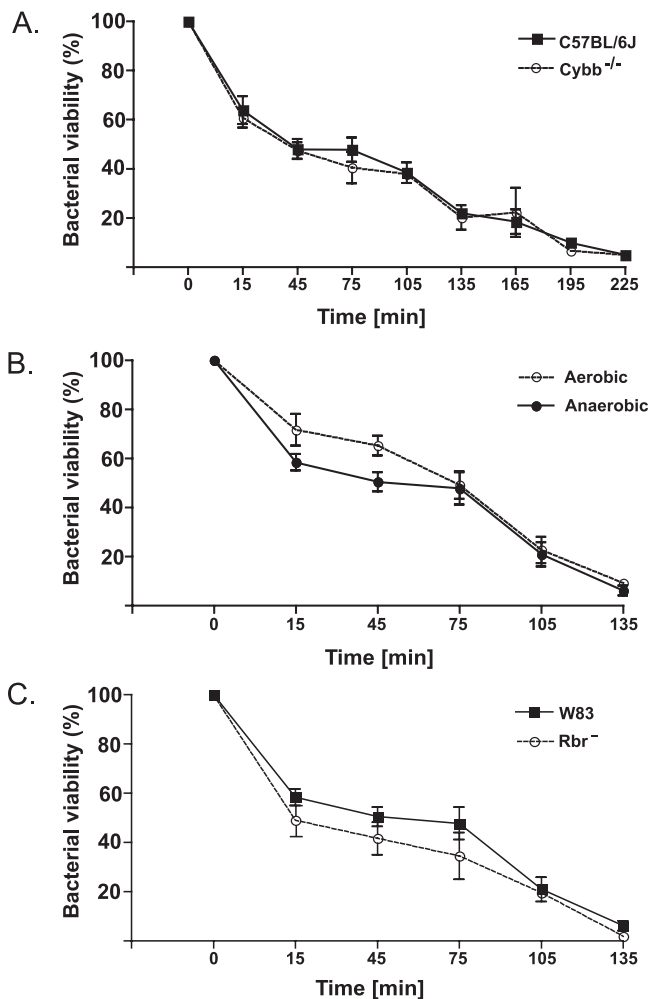 A.
Bacterial viability (%)
100
80
60
40
20
C57BL/6J
Cybb-/-
0 15 45 75 105 135 165 195 225
Time [min]
B.
Bacterial viability (%)
100
80
60
40
20
Aerobic
Anaerobic
0 15 45 75 105 135
Time [min]
C.
Bacterial viability (%)
100
80
60
40
20
W83
Rbr-
0 15 45 75 105 135
Time [min]